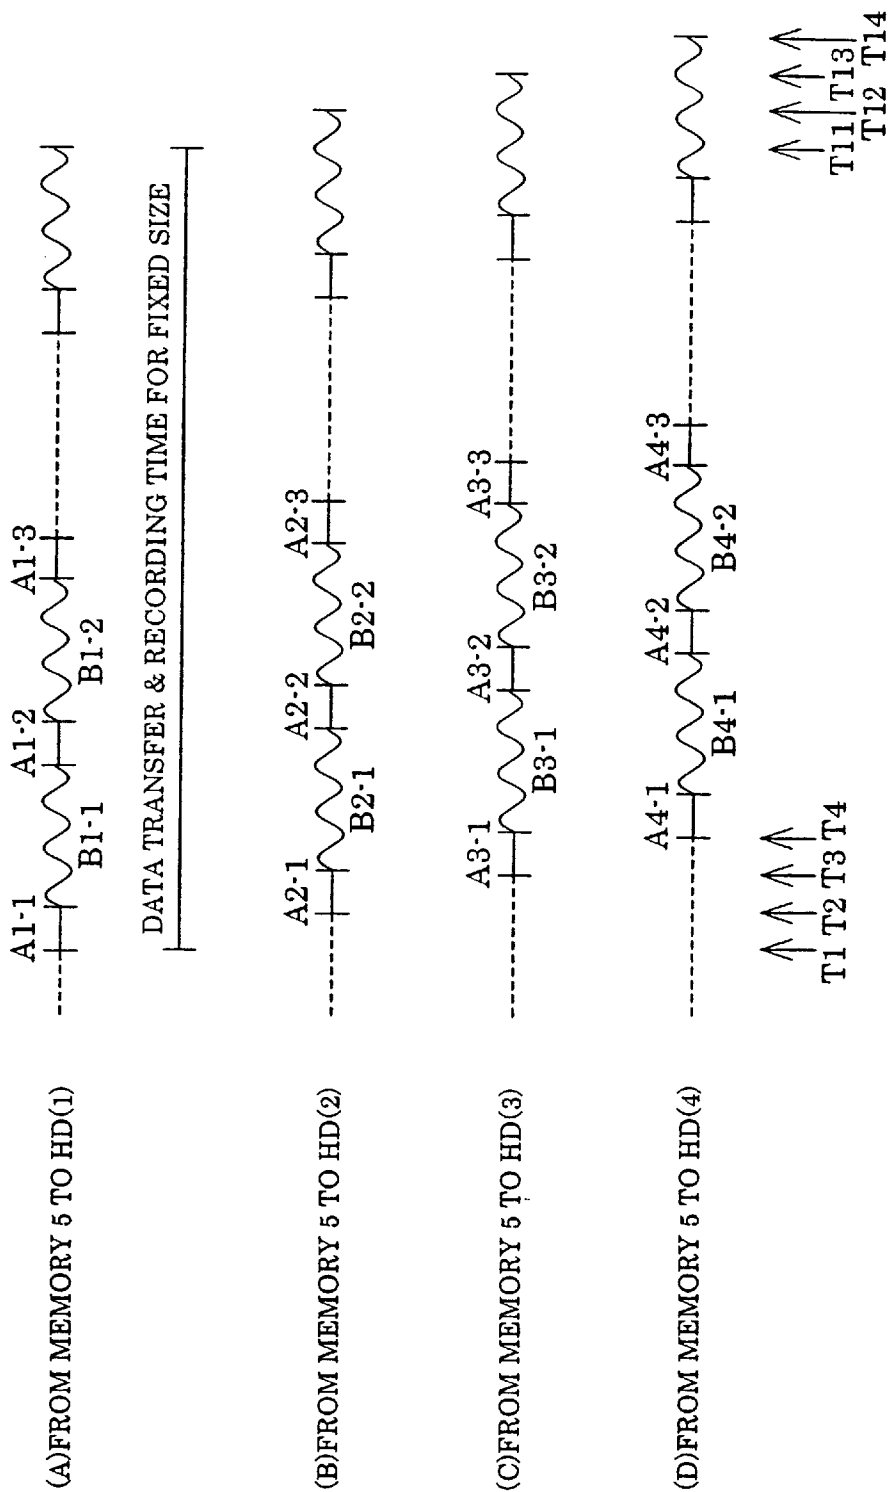 (A)FROM MEMORY 5 TO HD(1)
A1-1 A1-2 A1-3
B1-1 B1-2
DATA TRANSFER & RECORDING TIME FOR FIXED SIZE
(B)FROM MEMORY 5 TO HD(2)
A2-1 A2-2 A2-3
B2-1 B2-2
(C)FROM MEMORY 5 TO HD(3)
A3-1 A3-2 A3-3
B3-1 B3-2
(D)FROM MEMORY 5 TO HD(4)
A4-1 A4-2 A4-3
B4-1 B4-2
T1 T2 T3 T4
T11 T13
T12 T14